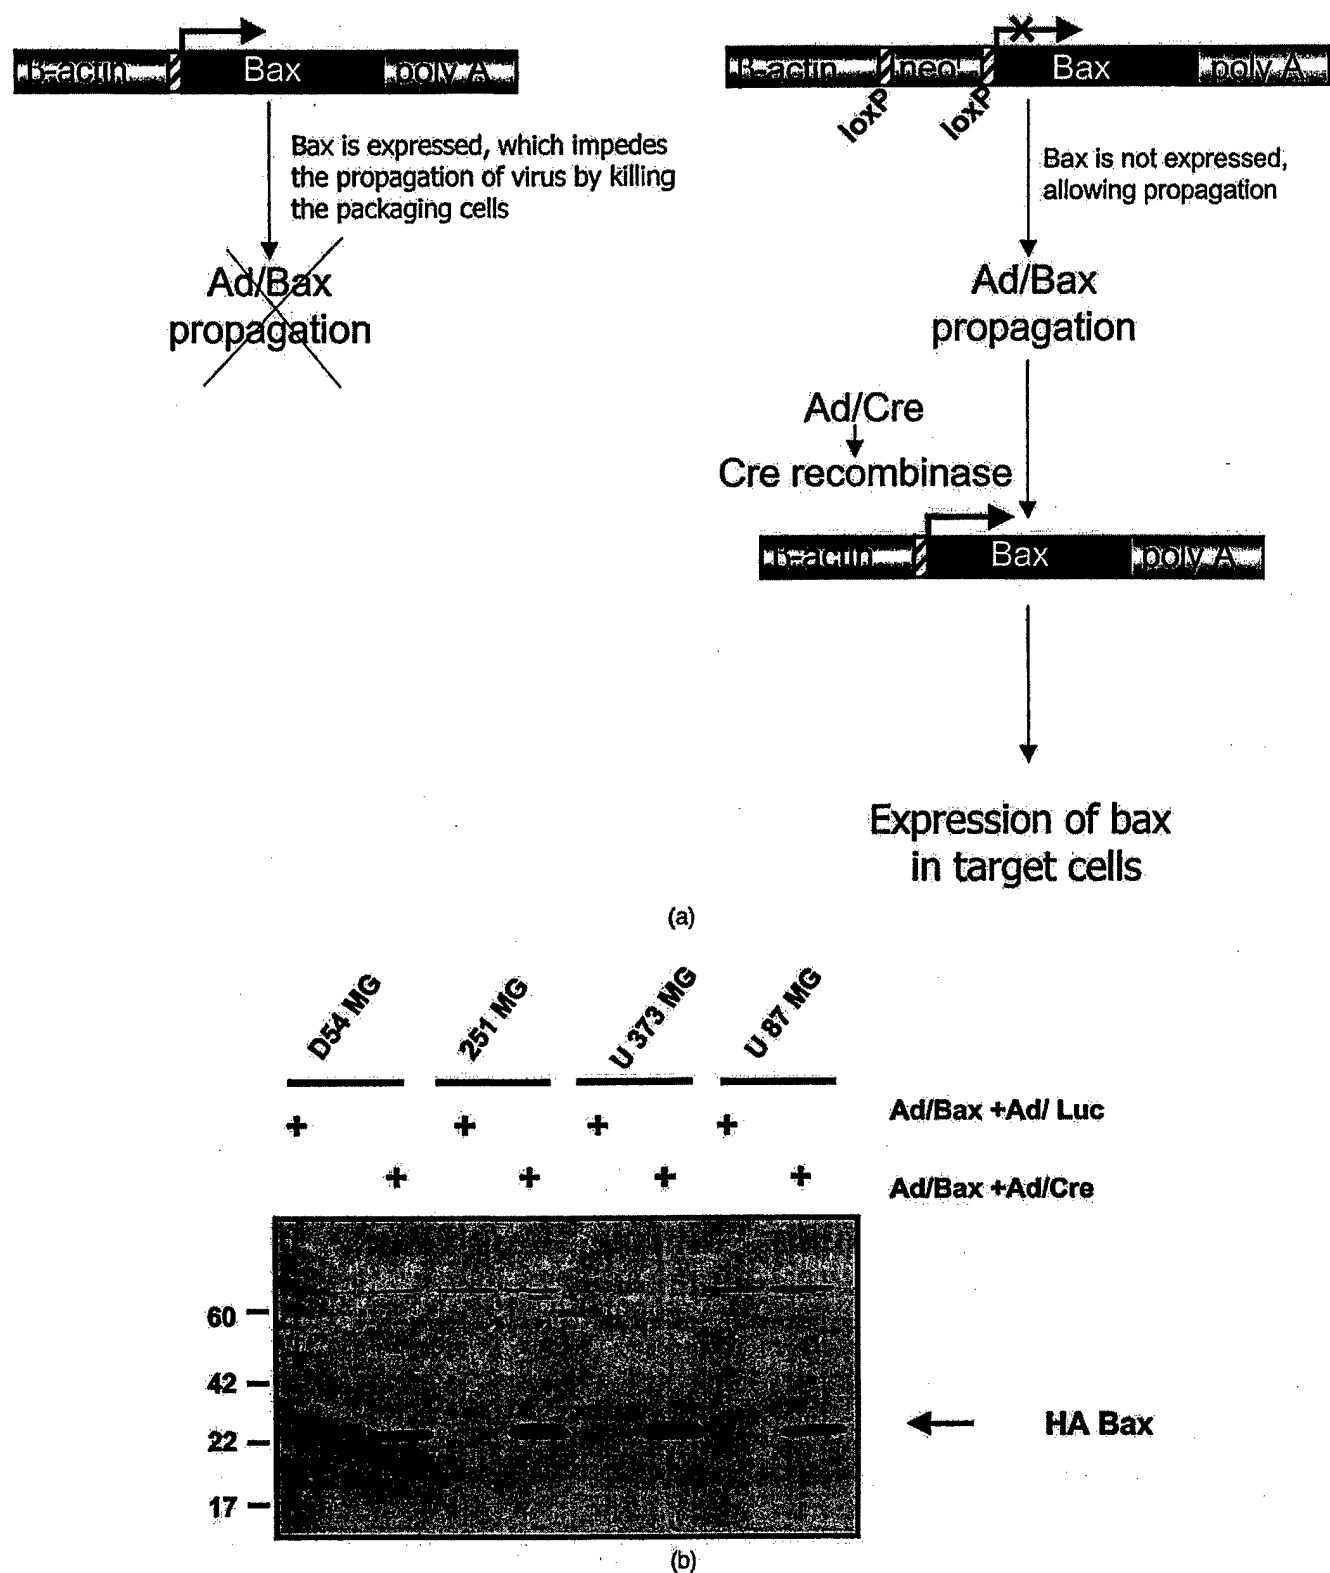 ß-actin Bax poly A
Bax is expressed, which impedes
the propagation of virus by killing
the packaging cells
Ad/Bax
propagation
ß-actin neo Bax poly A
loxP loxP
Bax is not expressed,
allowing propagation
Ad/Bax
propagation
Ad/Cre
Cre recombinase
ß-actin Bax poly A
Expression of bax
in target cells
(a)
D54 MG 251 MG U 373 MG U 87 MG
+ + + + Ad/Bax +Ad/ Luc
+ + + + Ad/Bax +Ad/Cre
60
42
22
17
HA Bax
(b)